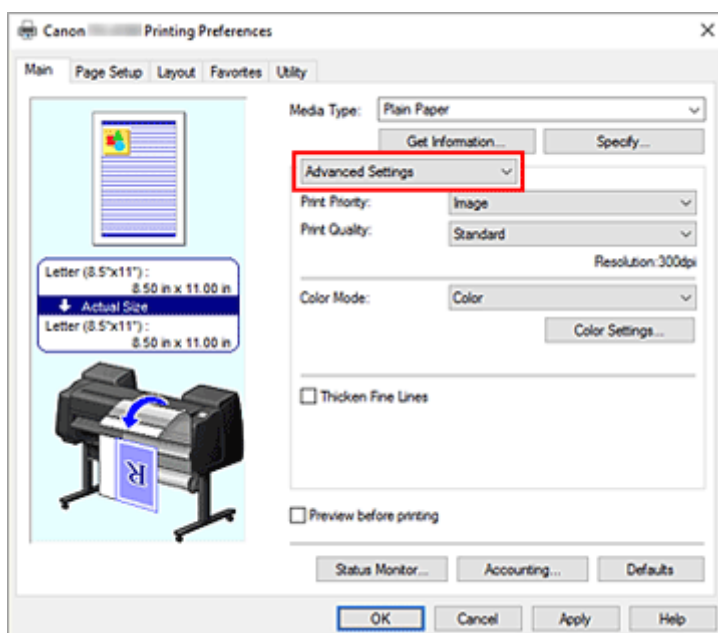 Canon Printing Preferences
Main Page Setup Layout Favorites Utility
Media Type: Plain Paper
Get Information... Specify...
Advanced Settings
Print Priority: Image
Print Quality: Standard
Resolution:300dpi
Letter (8.5"x11") :
8.50 in x 11.00 in
Actual Size
Letter (8.5"x11") :
8.50 in x 11.00 in
Color Mode: Color
Color Settings...
Thicken Fine Lines
R
Preview before printing
Status Monitor... Accounting... Defaults
OK Cancel Apply Help